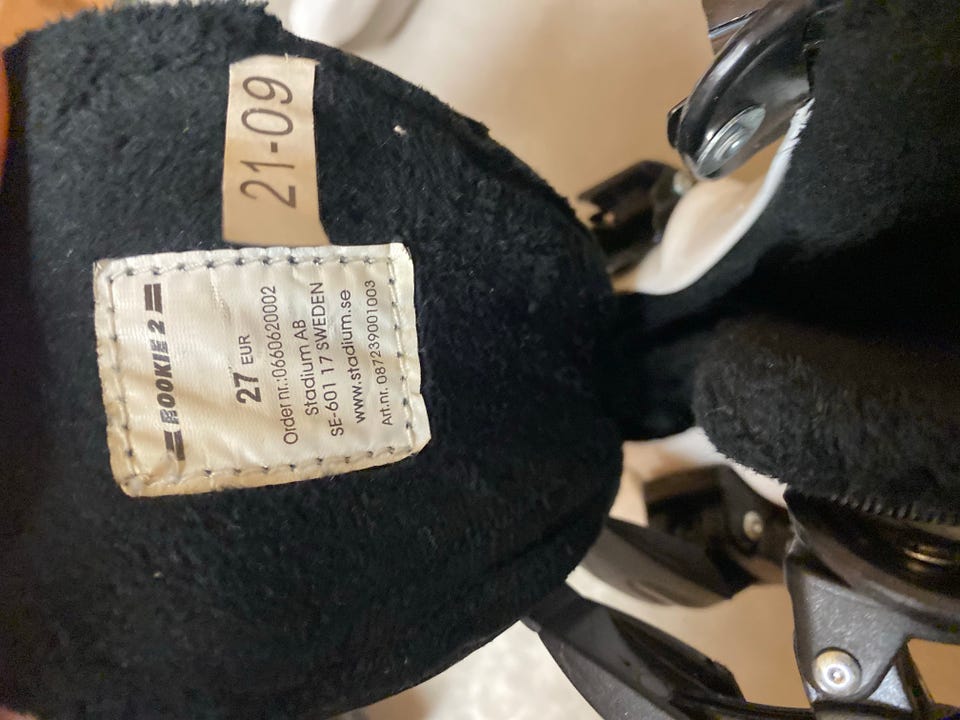 21-09
ROOKIE 2
27 EUR
Order nr.:0660620002
Stadium AB
SE-601 17 SWEDEN
www.stadium.se
Art.nr. 087239001003